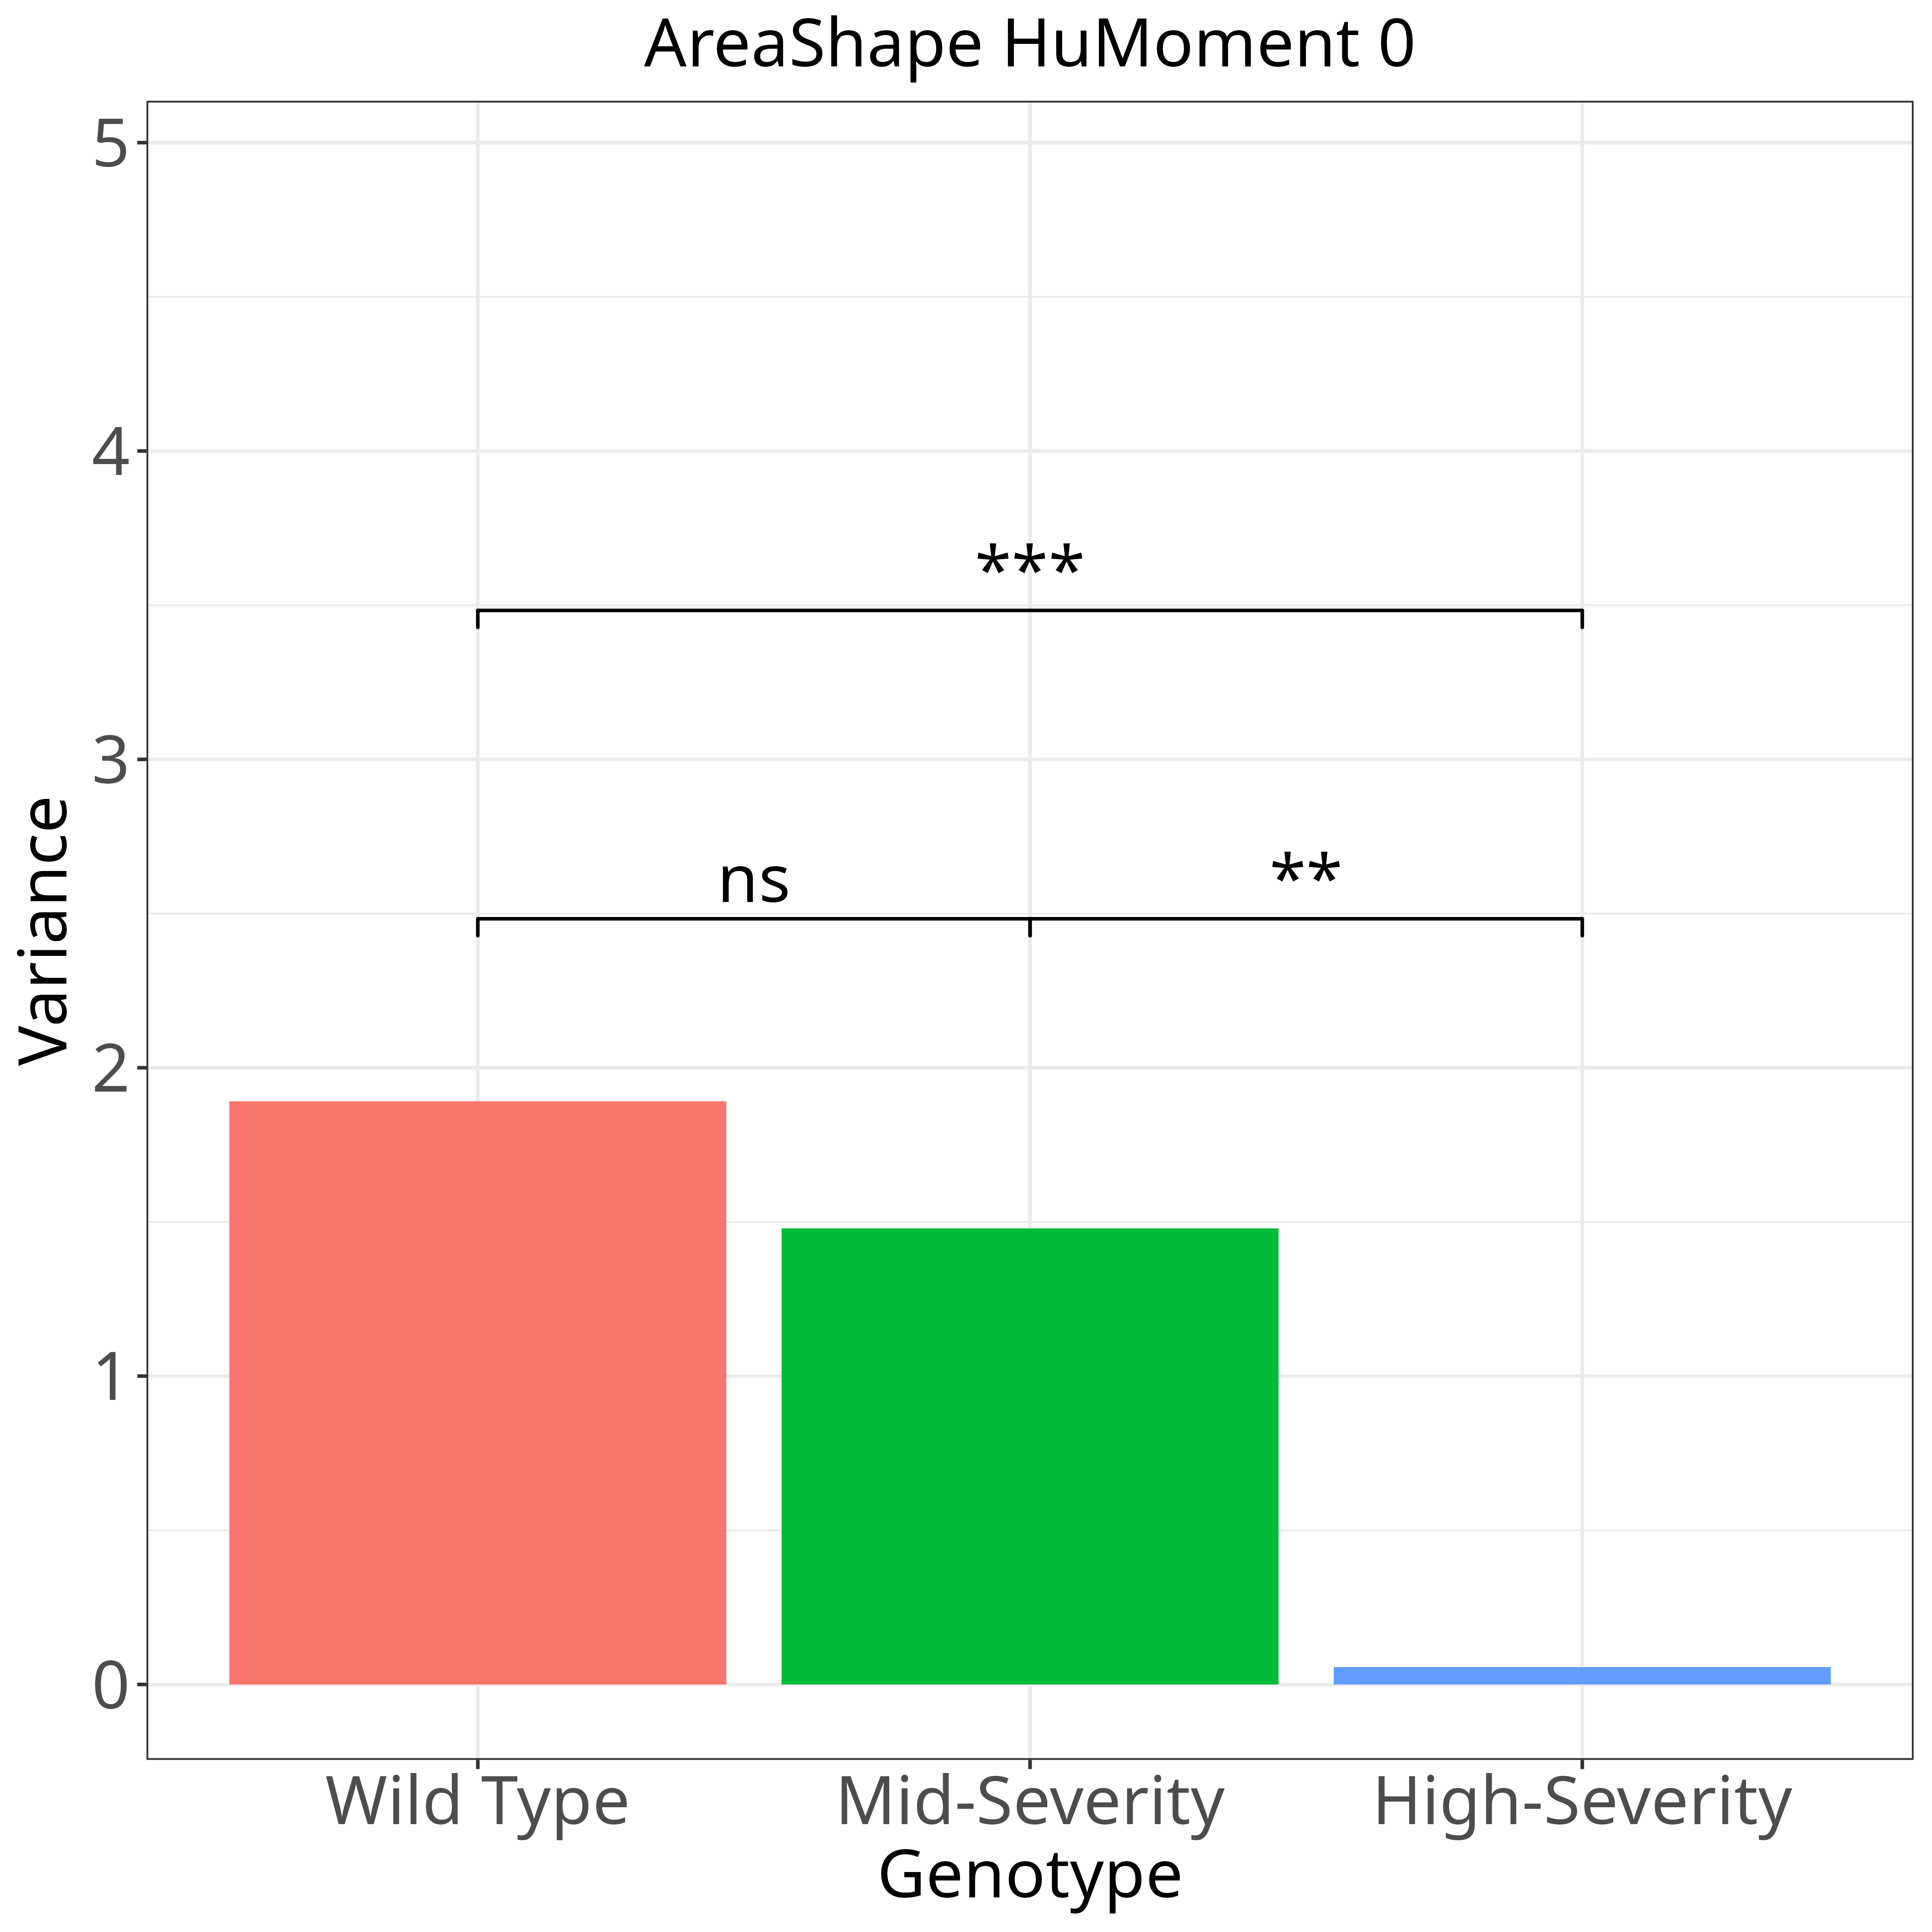 AreaShape HuMoment 0
5
4
3
2
1
0
Variance
***
ns
**
Wild Type
Mid-Severity
High-Severity
Genotype